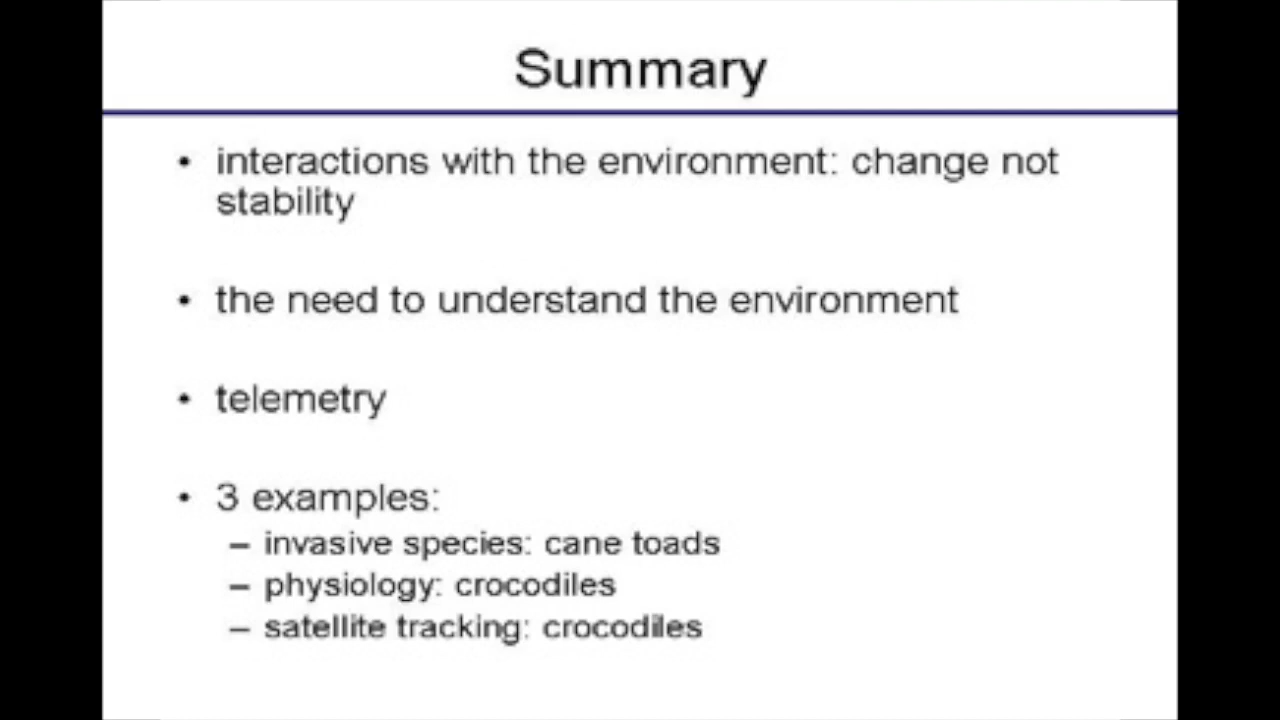 Summary
• interactions with the environment: change not
stability
• the need to understand the environment
• telemetry
• 3 examples:
– invasive species: cane toads
– physiology: crocodiles
– satellite tracking: crocodiles